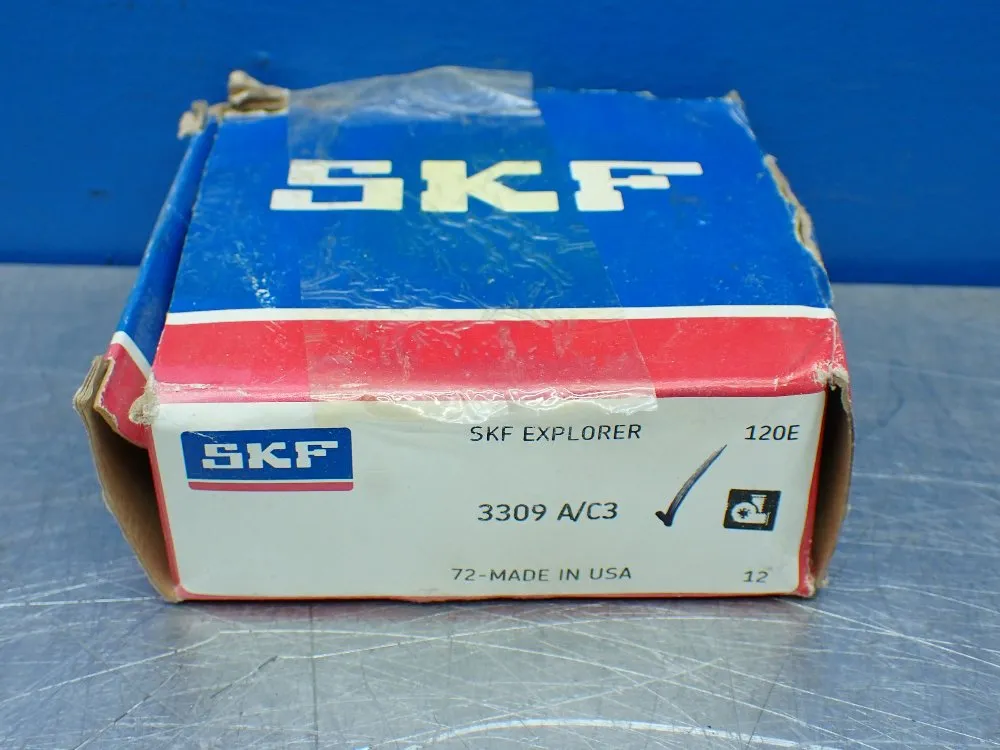 SKF
SKF
SKF EXPLORER
120E
3309 A/C3
72-MADE IN USA
12